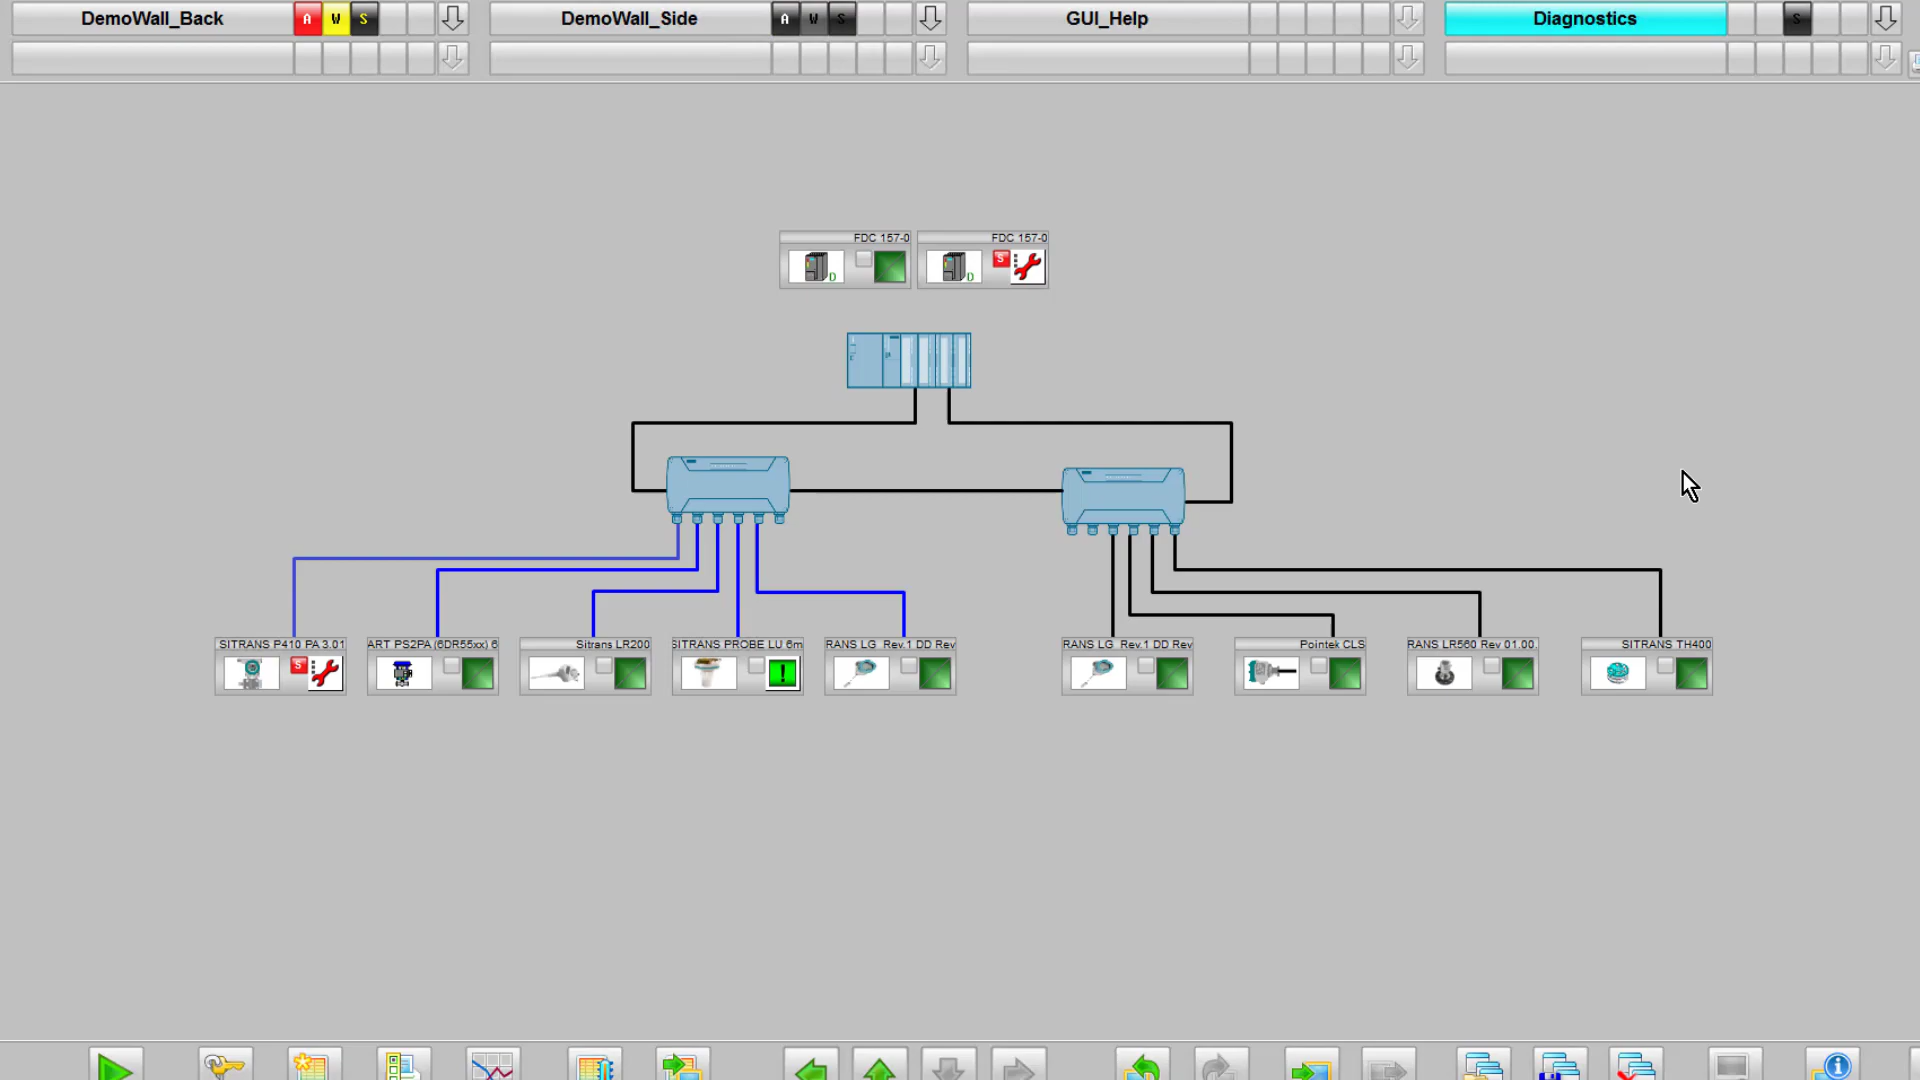 DemoWall_Back A W S
DemoWall_Side A W S
GUI_Help
Diagnostics S
FDC 157-0
FDC 157-0
D
D
S
SITRANS P410 PA 3.01
ART PS2PA (6DR55xx) 6
Sitrans LR200
SITRANS PROBE LU 6m
RANS LG Rev.1 DD Rev
RANS LG Rev.1 DD Rev
Pointek CLS
RANS LR560 Rev 01.00.
SITRANS TH400
S
!